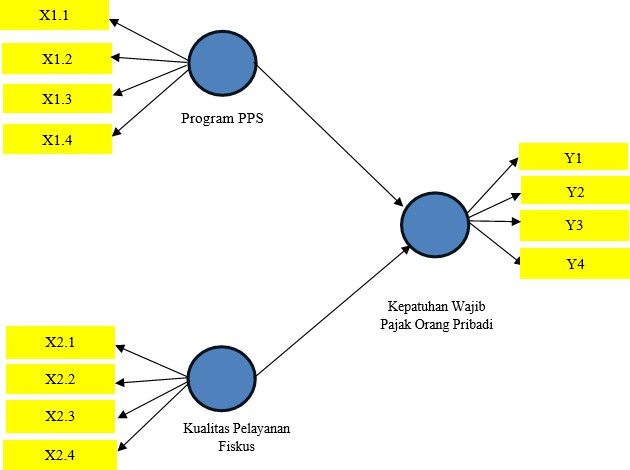 X1.1
X1.2
X1.3
X1.4
Program PPS
Y1
Y2
Y3
Y4
Kepatuhan Wajib
Pajak Orang Pribadi
X2.1
X2.2
X2.3
X2.4
Kualitas Pelayanan
Fiskus